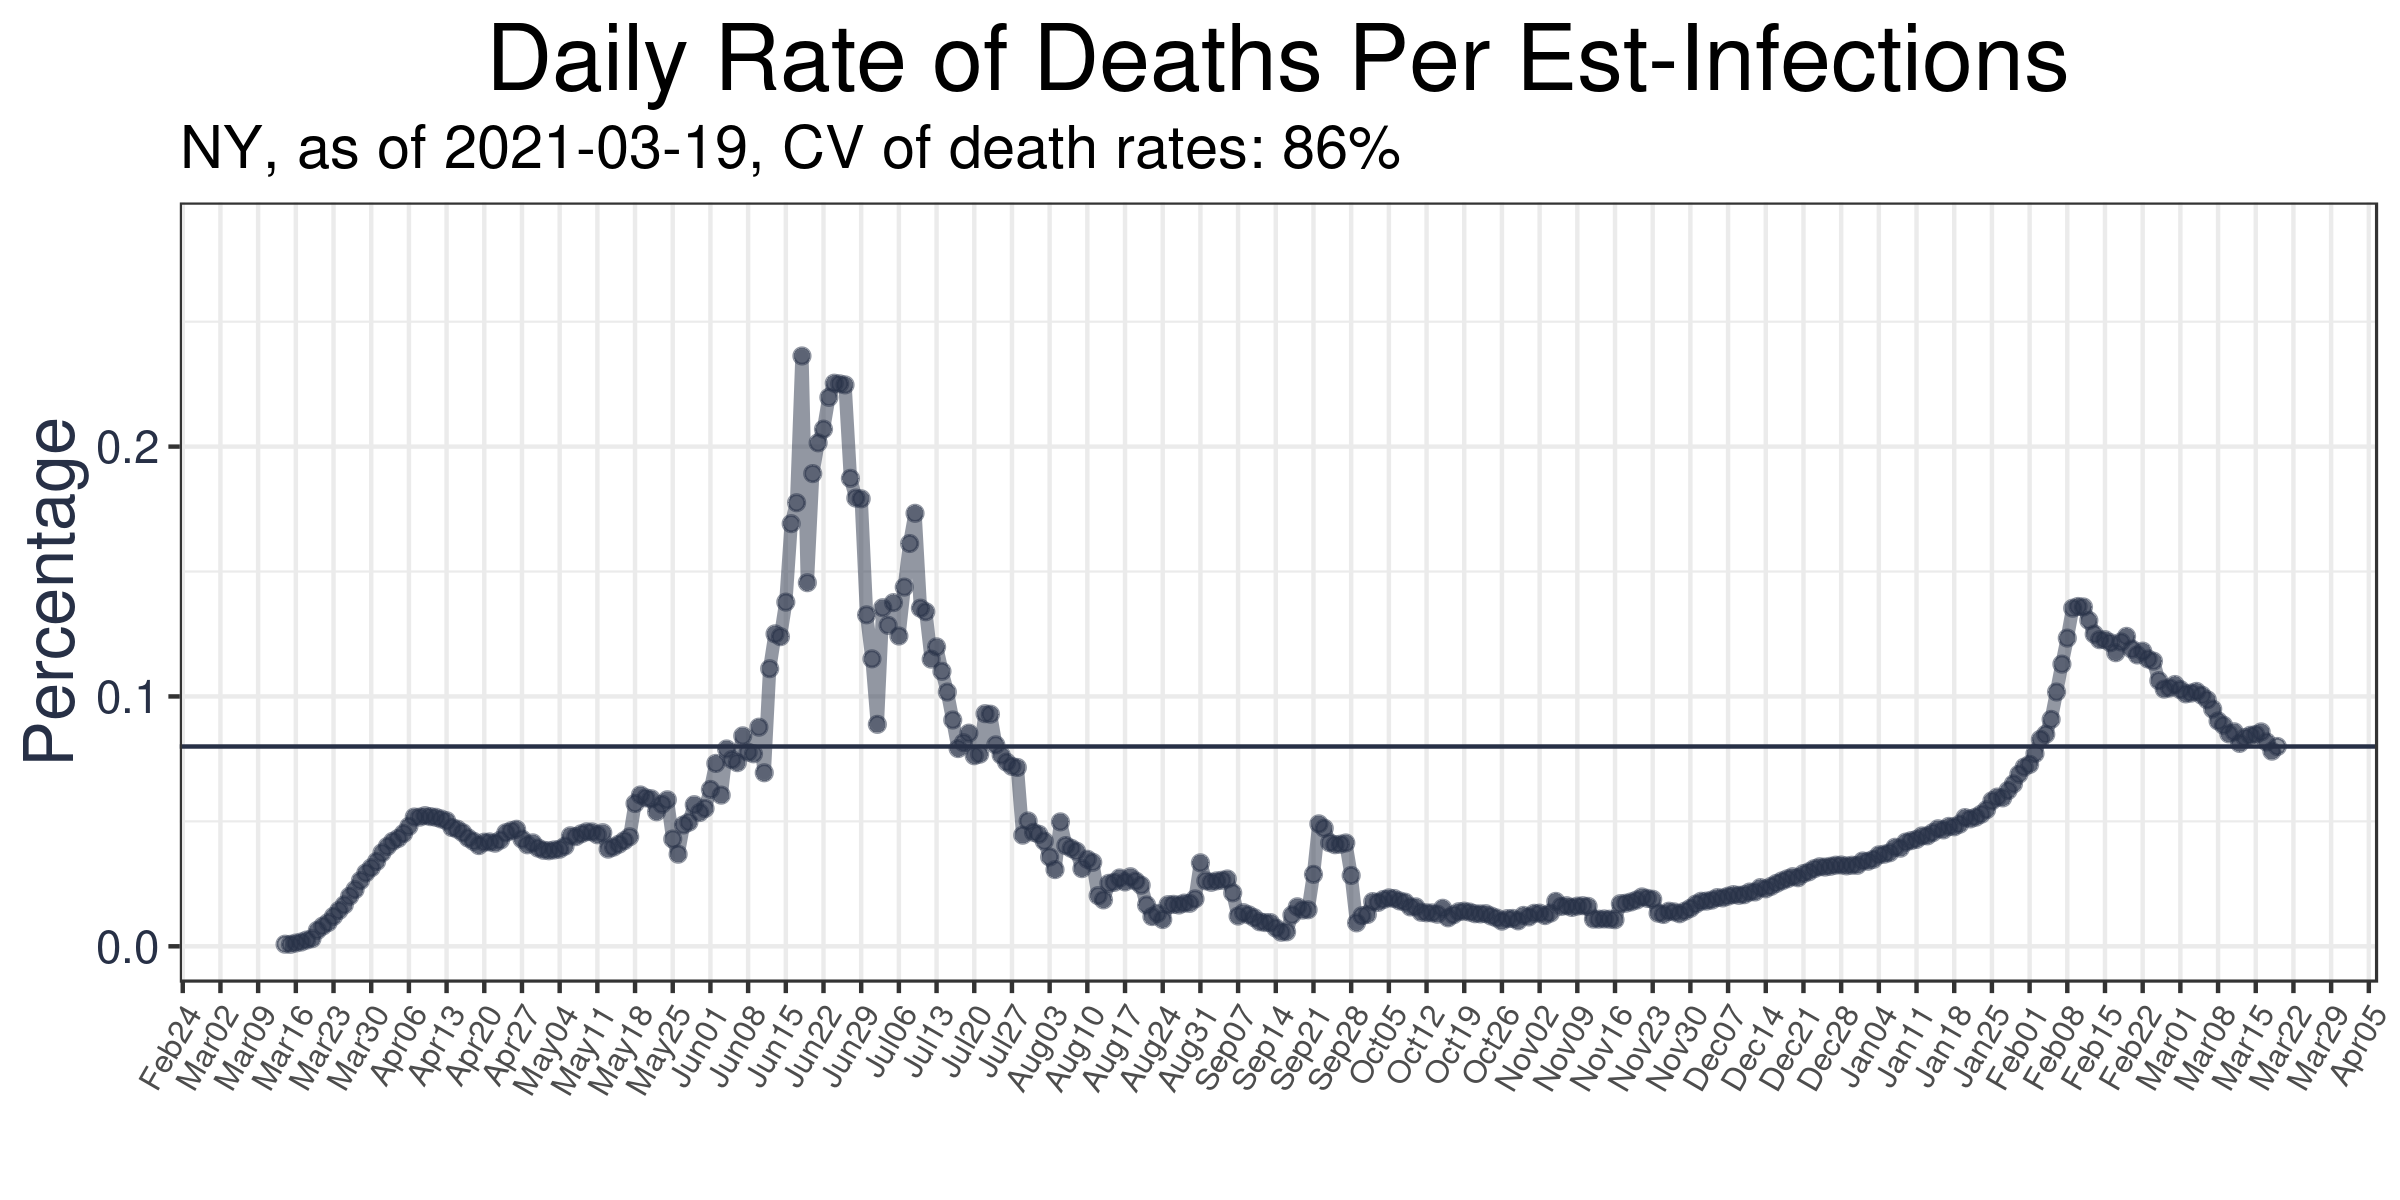 Daily Rate of Deaths Per Est-Infections
NY, as of 2021-03-19, CV of death rates: 86%
Percentage
0.2
0.1
0.0
Feb24
Mar02
Mar09
Mar16
Mar23
Mar30
Apr06
Apr13
Apr20
Apr27
May04
May11
May18
May25
Jun01
Jun08
Jun15
Jun22
Jun29
Jul06
Jul13
Jul20
Jul27
Aug03
Aug10
Aug17
Aug24
Aug31
Sep07
Sep14
Sep21
Sep28
Oct05
Oct12
Oct19
Oct26
Nov02
Nov09
Nov16
Nov23
Nov30
Dec07
Dec14
Dec21
Dec28
Jan04
Jan11
Jan18
Jan25
Feb01
Feb08
Feb15
Feb22
Mar01
Mar08
Mar15
Mar22
Mar29
Apr05